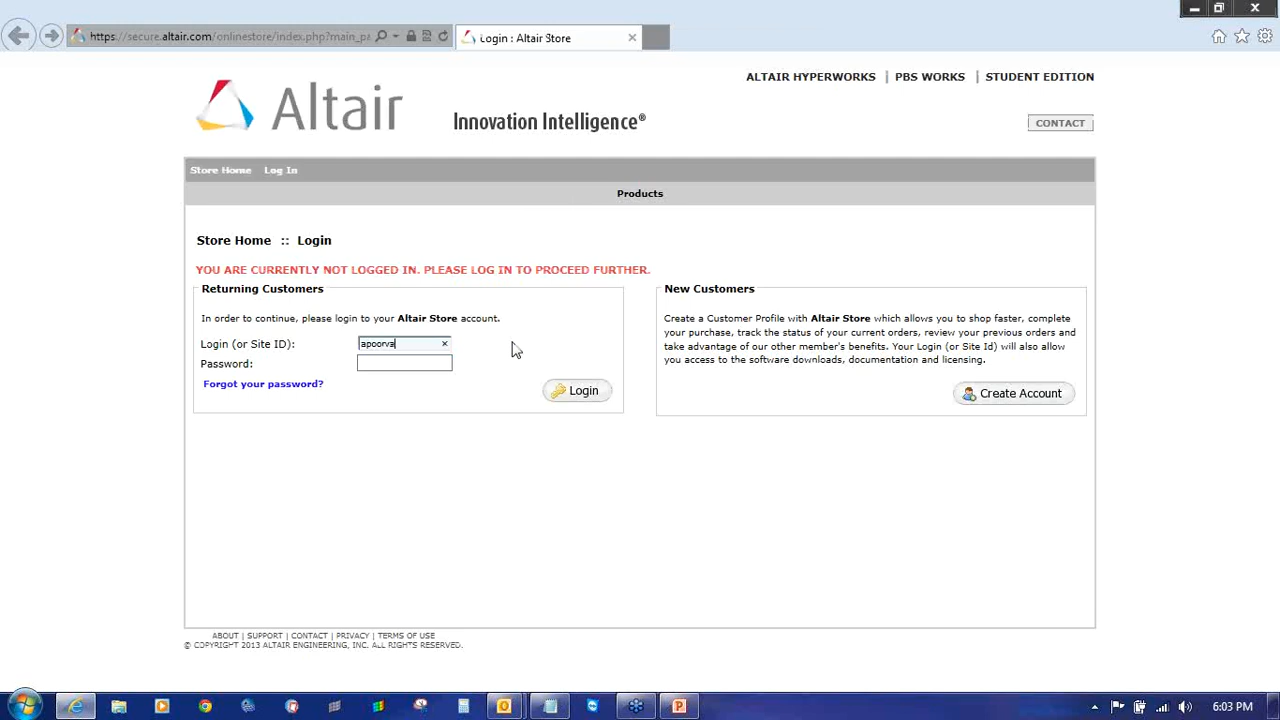 https://secure.altair.com/onlinestore/index.php?main_pa
Login : Altair Store
ALTAIR HYPERWORKS | PBS WORKS | STUDENT EDITION
Altair
Innovation Intelligence®
CONTACT
Store Home Log In
Products
Store Home :: Login
YOU ARE CURRENTLY NOT LOGGED IN. PLEASE LOG IN TO PROCEED FURTHER.
Returning Customers
In order to continue, please login to your Altair Store account.
Login (or Site ID): apoorva
Password:
Forgot your password?
Login
New Customers
Create a Customer Profile with Altair Store which allows you to shop faster, complete
your purchase, track the status of your current orders, review your previous orders and
take advantage of our other member's benefits. Your Login (or Site Id) will also allow
you access to the software downloads, documentation and licensing.
Create Account
ABOUT | SUPPORT | CONTACT | PRIVACY | TERMS OF USE
© COPYRIGHT 2013 ALTAIR ENGINEERING, INC. ALL RIGHTS RESERVED.
6:03 PM